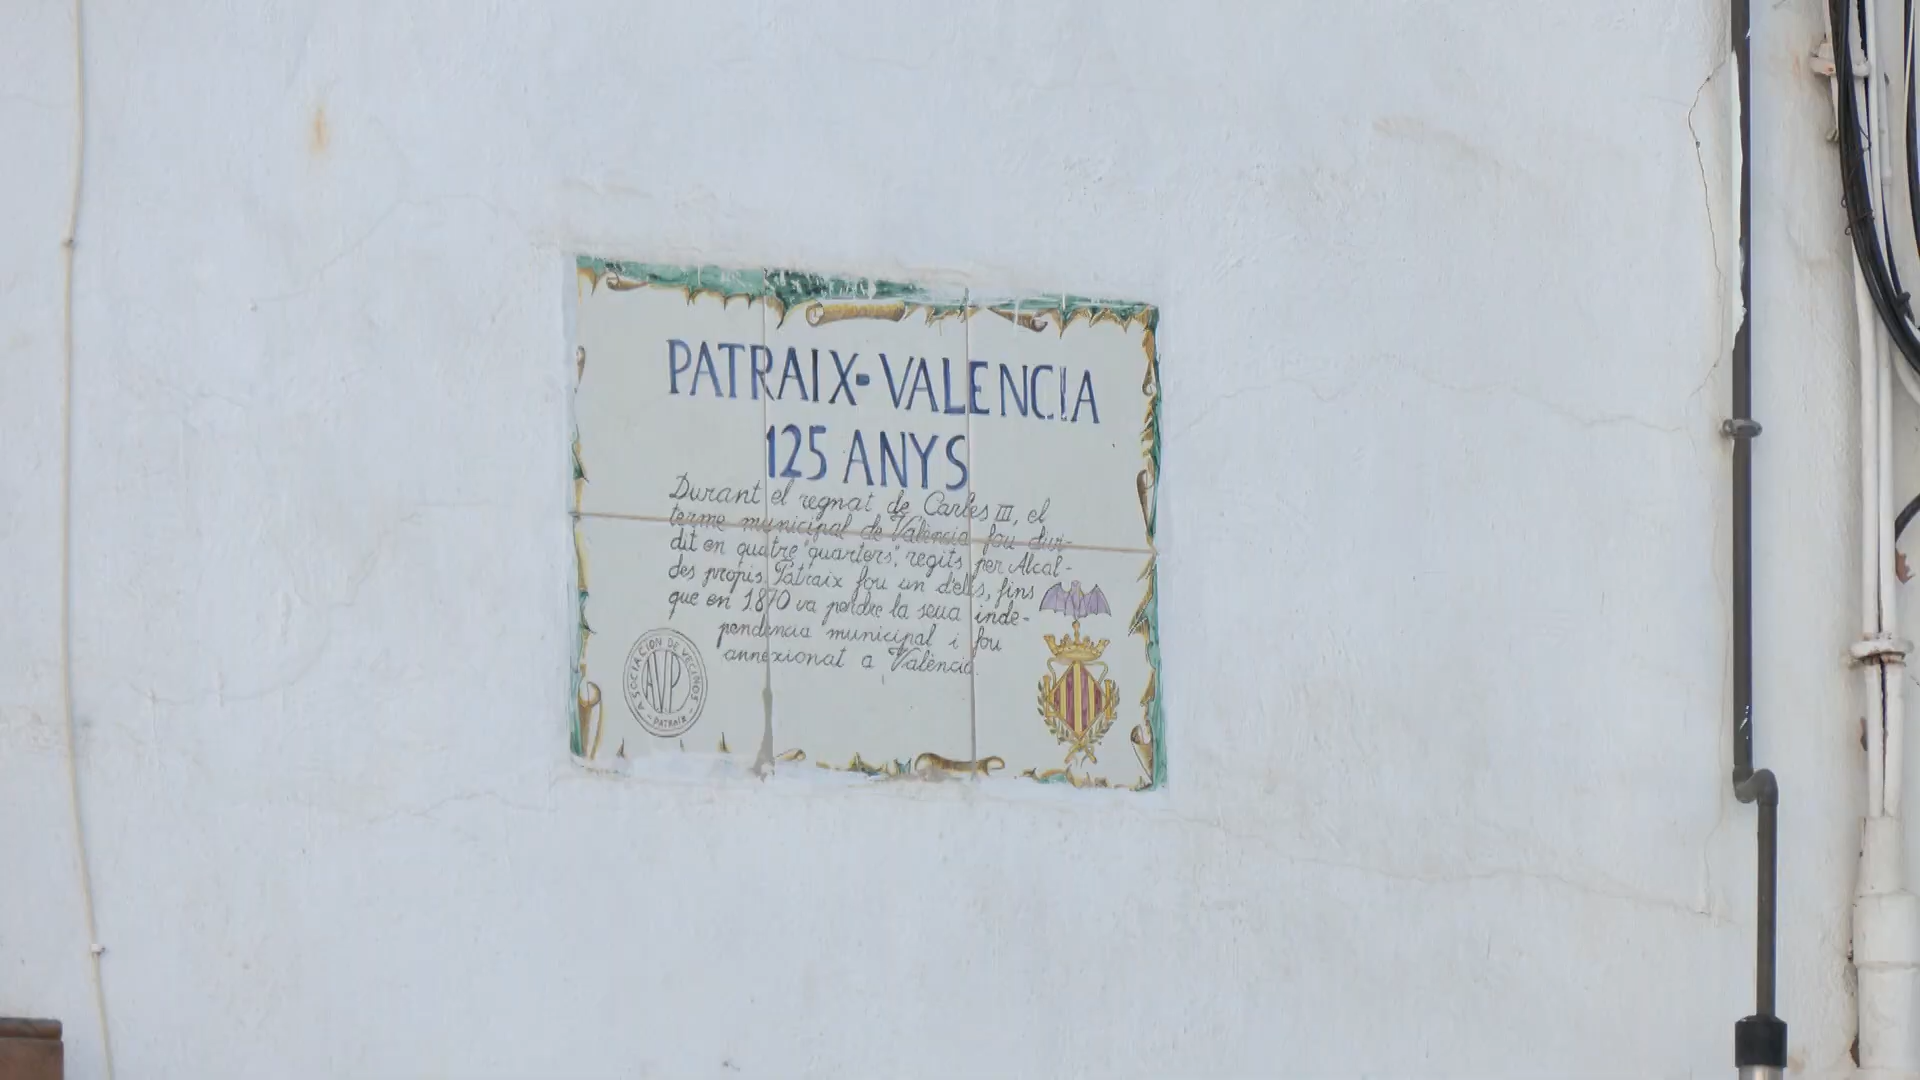 PATRAIX·VALENCIA
125 ANYS
Durant el regnat de Carles III, el
terme municipal de València fou divi-
dit en quatre "quarters", regits per Alcal-
des propis. Patraix fou un d'ells, fins
que en 1870 va perdre la seua inde-
pendencia municipal i fou
annexionat a València.
ASOCIACION DE VECINOS
AVP
- PATRAIX -